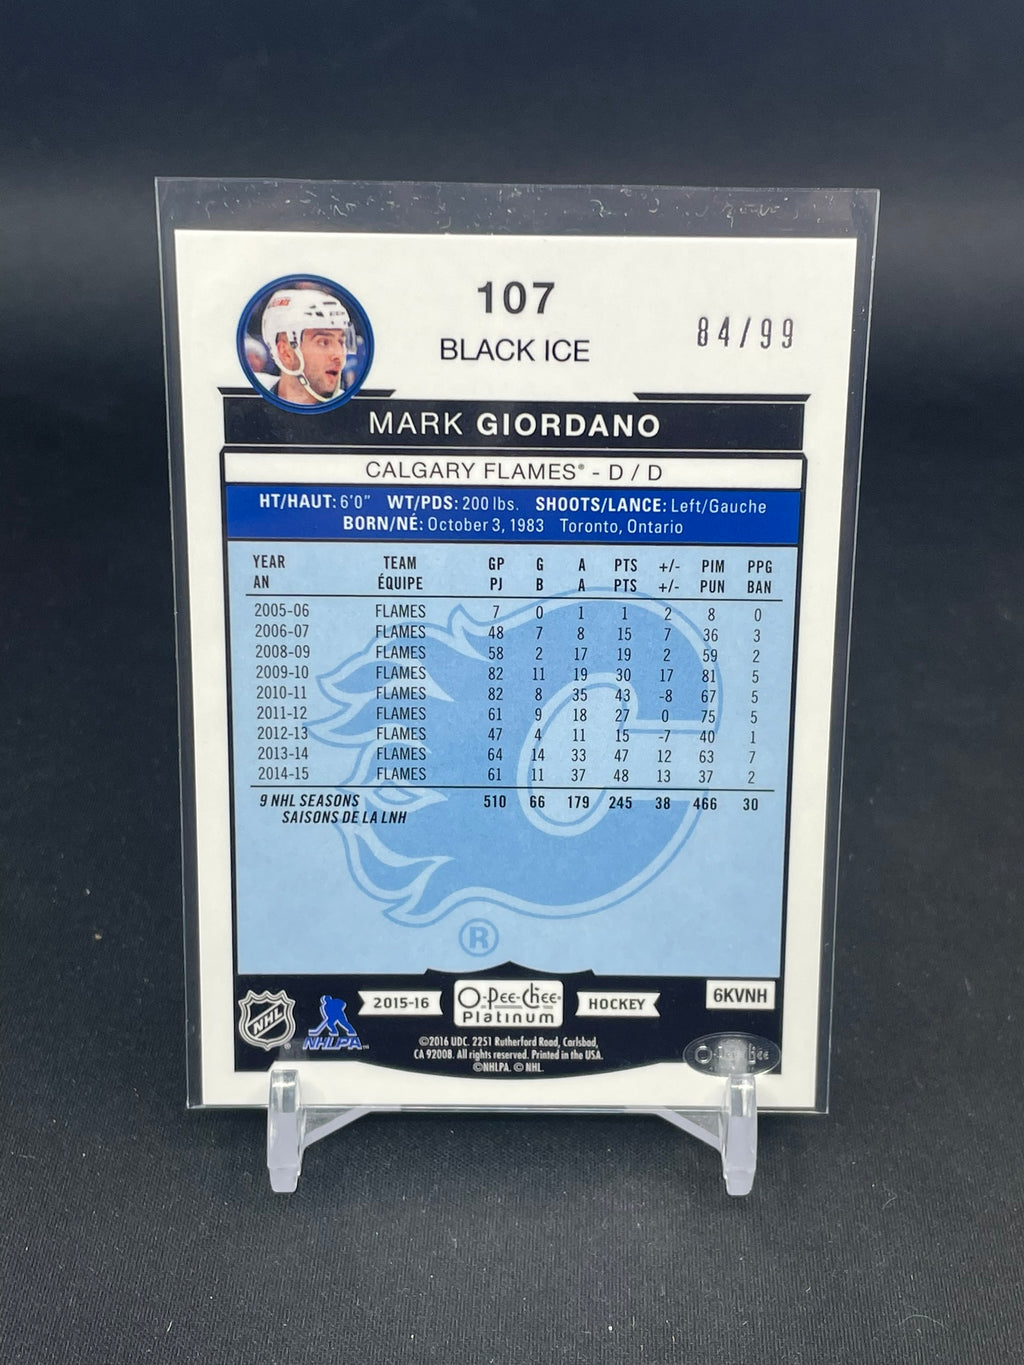 107
BLACK ICE
84/99
MARK GIORDANO
CALGARY FLAMES® - D / D
HT/HAUT: 6'0" WT/PDS: 200 lbs. SHOOTS/LANCE: Left/Gauche
BORN/NÉ: October 3, 1983 Toronto, Ontario
YEAR TEAM GP G A PTS +/- PIM PPG
AN ÉQUIPE PJ B A PTS +/- PUN BAN
2005-06 FLAMES 7 0 1 1 2 8 0
2006-07 FLAMES 48 7 8 15 7 36 3
2008-09 FLAMES 58 2 17 19 2 59 2
2009-10 FLAMES 82 11 19 30 17 81 5
2010-11 FLAMES 82 8 35 43 -8 67 5
2011-12 FLAMES 61 9 18 27 0 75 5
2012-13 FLAMES 47 4 11 15 -7 40 1
2013-14 FLAMES 64 14 33 47 12 63 7
2014-15 FLAMES 61 11 37 48 13 37 2
9 NHL SEASONS 510 66 179 245 38 466 30
SAISONS DE LA LNH
®
NHL
NHLPA
2015-16
O-Pee-Chee
Platinum
HOCKEY
6KVNH
©2016 UDC. 2251 Rutherford Road, Carlsbad,
CA 92008. All rights reserved. Printed in the USA.
©NHLPA. © NHL.
O-Pee-Chee